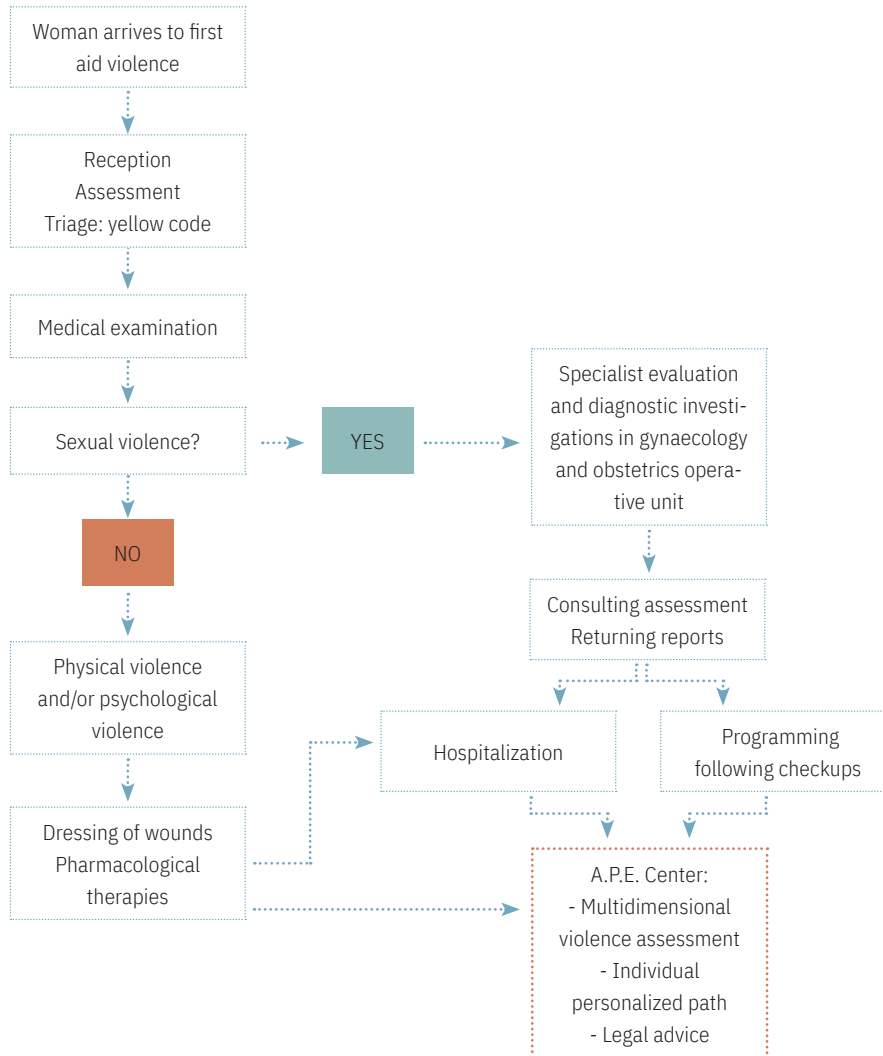 Woman arrives to first
aid violence
Reception
Assessment
Triage: yellow code
Medical examination
Sexual violence?
YES
Specialist evaluation
and diagnostic investi-
gations in gynaecology
and obstetrics opera-
tive unit
NO
Consulting assessment
Returning reports
Physical violence
and/or psychological
violence
Hospitalization
Programming
following checkups
Dressing of wounds
Pharmacological
therapies
A.P.E. Center:
- Multidimensional
violence assessment
- Individual
personalized path
- Legal advice